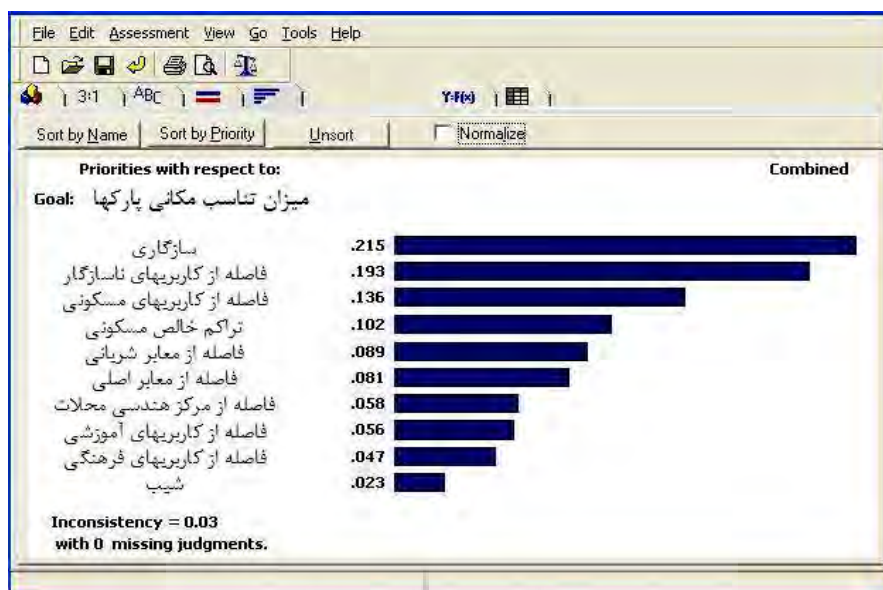 File Edit Assessment View Go Tools Help
3:1 ABC Y=F(x)
Sort by Name Sort by Priority Unsort Normalize
Priorities with respect to: Combined
Goal: میزان تناسب مکانی پارکها
سازگاری .215
فاصله از کاربریهای ناسازگار .193
فاصله از کاربریهای مسکونی .136
تراکم خالص مسکونی .102
فاصله از معابر شریانی .089
فاصله از معابر اصلی .081
فاصله از مرکز هندسی محلات .058
فاصله از کاربریهای آموزشی .056
فاصله از کاربریهای فرهنگی .047
شیب .023
Inconsistency = 0.03
with 0 missing judgments.